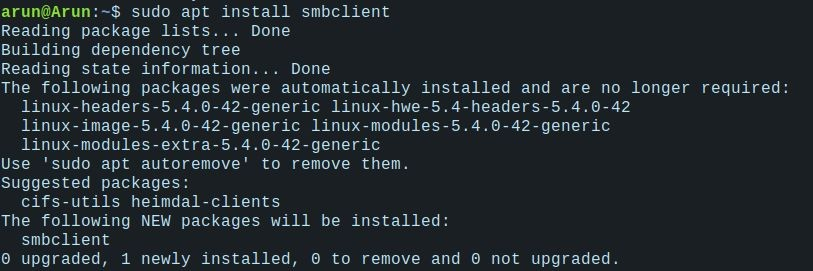 arun@Arun:~$ sudo apt install smbclient
Reading package lists... Done
Building dependency tree
Reading state information... Done
The following packages were automatically installed and are no longer required:
  linux-headers-5.4.0-42-generic linux-hwe-5.4-headers-5.4.0-42
  linux-image-5.4.0-42-generic linux-modules-5.4.0-42-generic
  linux-modules-extra-5.4.0-42-generic
Use 'sudo apt autoremove' to remove them.
Suggested packages:
  cifs-utils heimdal-clients
The following NEW packages will be installed:
  smbclient
0 upgraded, 1 newly installed, 0 to remove and 0 not upgraded.